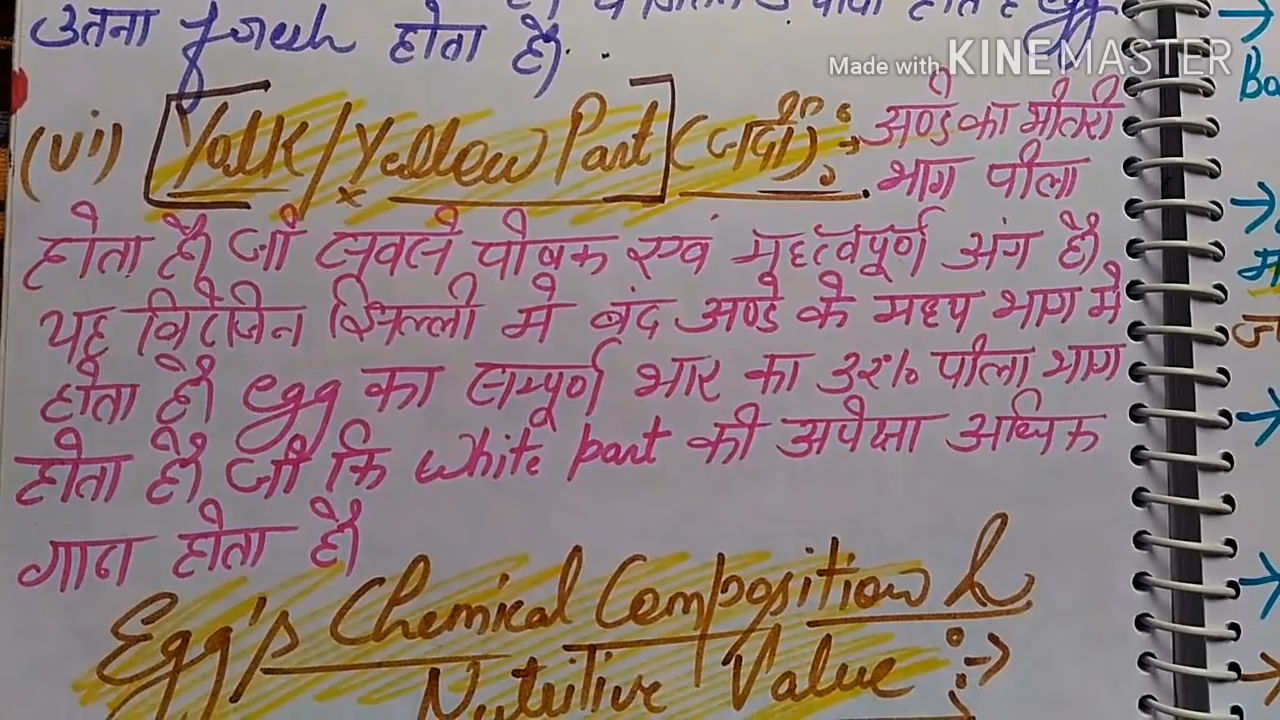 उतना fresh होता है।
Made with KINEMASTER
(vi) Yolk/Yellow Part (जर्दी) :→ अण्डे का भीतरी
भाग पीला
होता है। जो सबसे पोषक एवं महत्वपूर्ण अंग है।
यह विटेजिन झिल्ली में बंद अण्डे के मध्य भाग में
होता है। egg का सम्पूर्ण भार का 32% पीला भाग
होता है। जो कि white part की अपेक्षा अधिक
गाढा होता है।
Egg's Chemical Composition &
Nutritive Value :→